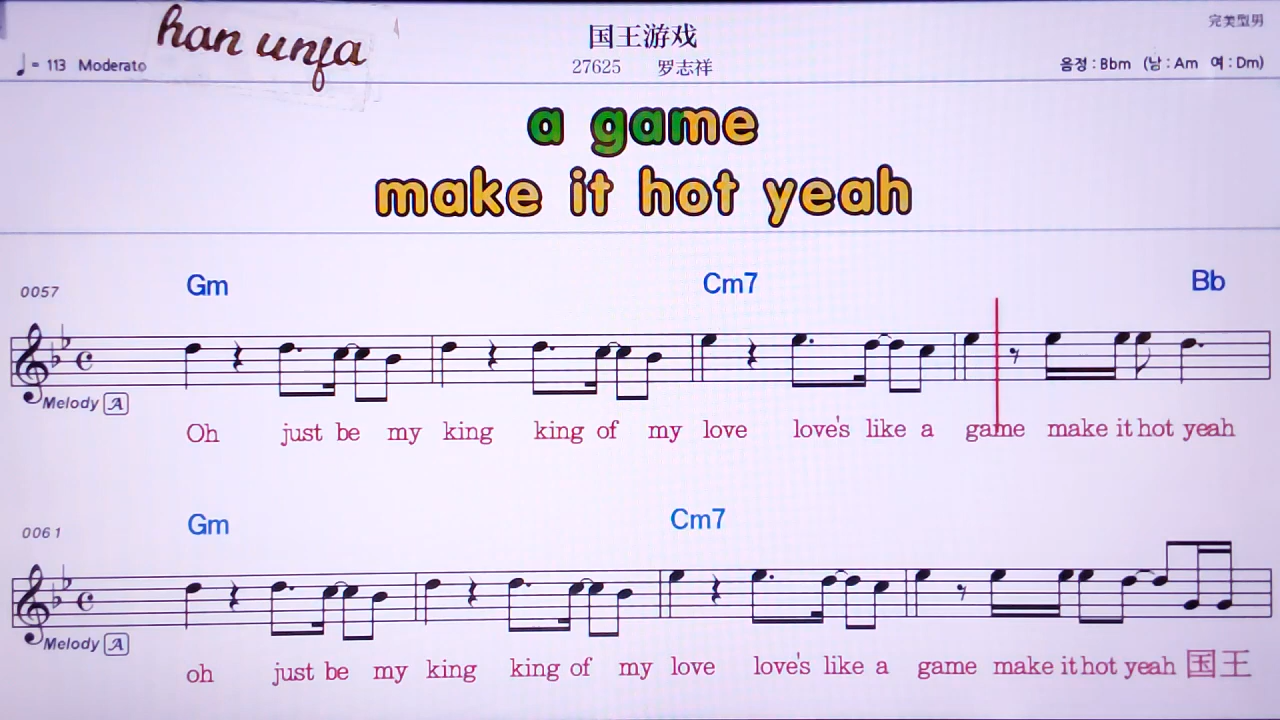 han unfa
国王游戏
完美型男
♩= 113 Moderato
27625 罗志祥
음정 : Bbm (남 : Am 여 : Dm)
a game
make it hot yeah
0057 Gm Cm7 Bb
Melody A
Oh just be my king king of my love love's like a game make it hot yeah
0061 Gm Cm7
Melody A
oh just be my king king of my love love's like a game make it hot yeah 国王